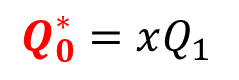 𝑸₀* = 𝑥𝑄₁